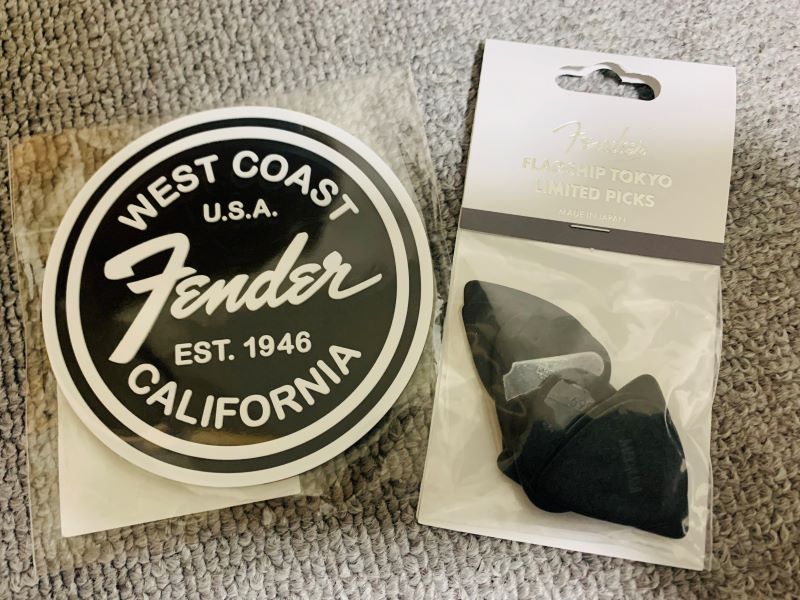 WEST COAST
U.S.A.
Fender
EST. 1946
CALIFORNIA
Fender
FLAGSHIP TOKYO
LIMITED PICKS
MADE IN JAPAN